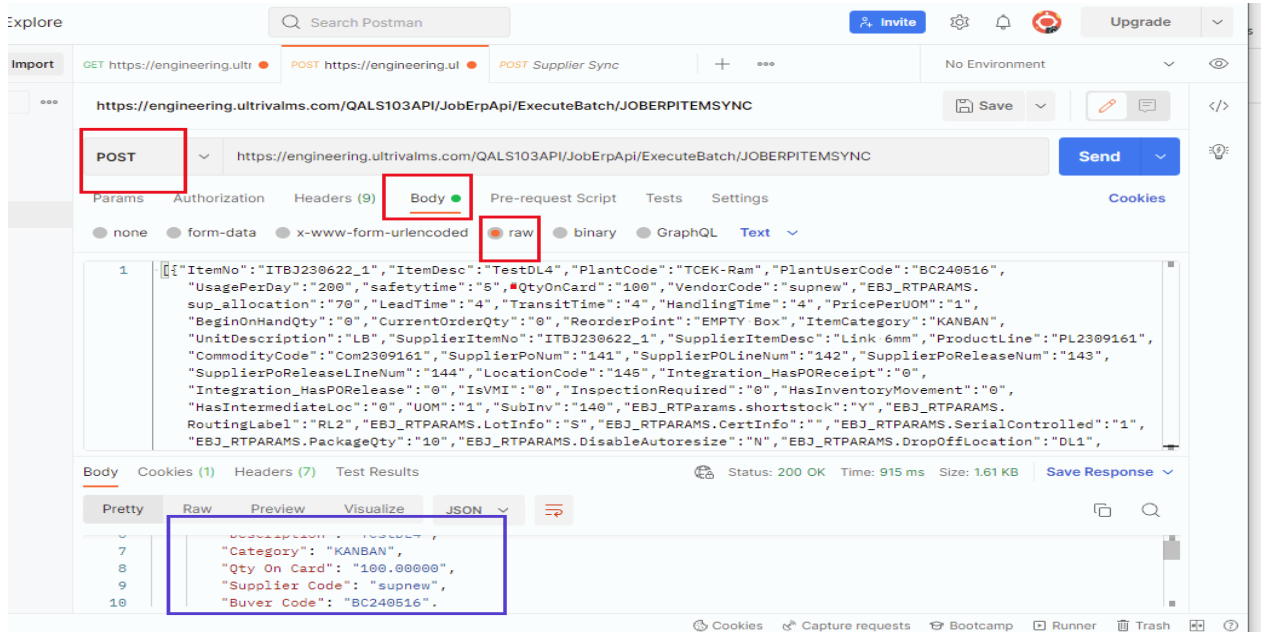 Explore
Search Postman
Invite
Upgrade
Import
GET https://engineering.ultr
POST https://engineering.ul
POST Supplier Sync
No Environment
https://engineering.ultrivalms.com/QALS103API/JobErpApi/ExecuteBatch/JOBERPITEMSYNC
Save
POST
https://engineering.ultrivalms.com/QALS103API/JobErpApi/ExecuteBatch/JOBERPITEMSYNC
Send
Params Authorization Headers (9) Body Pre-request Script Tests Settings
Cookies
none form-data x-www-form-urlencoded raw binary GraphQL Text
1 [{"ItemNo":"ITBJ230622_1","ItemDesc":"TestDL4","PlantCode":"TCEK-Ram","PlantUserCode":"BC240516",
"UsagePerDay":"200","safetytime":"5","QtyOnCard":"100","VendorCode":"supnew","EBJ_RTPARAMS.
sup_allocation":"70","LeadTime":"4","TransitTime":"4","HandlingTime":"4","PricePerUOM":"1",
"BeginOnHandQty":"0","CurrentOrderQty":"0","ReorderPoint":"EMPTY Box","ItemCategory":"KANBAN",
"UnitDescription":"LB","SupplierItemNo":"ITBJ230622_1","SupplierItemDesc":"Link 6mm","ProductLine":"PL2309161",
"CommodityCode":"Com2309161","SupplierPoNum":"141","SupplierPOLineNum":"142","SupplierPoReleaseNum":"143",
"SupplierPoReleaseLIneNum":"144","LocationCode":"145","Integration_HasPOReceipt":"0",
"Integration_HasPORelease":"0","IsVMI":"0","InspectionRequired":"0","HasInventoryMovement":"0",
"HasIntermediateLoc":"0","UOM":"1","SubInv":"140","EBJ_RTParams.shortstock":"Y","EBJ_RTPARAMS.
RoutingLabel":"RL2","EBJ_RTPARAMS.LotInfo":"S","EBJ_RTPARAMS.CertInfo":"","EBJ_RTPARAMS.SerialControlled":"1",
"EBJ_RTPARAMS.PackageQty":"10","EBJ_RTPARAMS.DisableAutoresize":"N","EBJ_RTPARAMS.DropOffLocation":"DL1",
Body Cookies (1) Headers (7) Test Results
Status: 200 OK Time: 915 ms Size: 1.61 KB Save Response
Pretty Raw Preview Visualize JSON
6 "Description": "TestDL4",
7 "Category": "KANBAN",
8 "Qty On Card": "100.00000",
9 "Supplier Code": "supnew",
10 "Buyer Code": "BC240516",
Cookies Capture requests Bootcamp Runner Trash